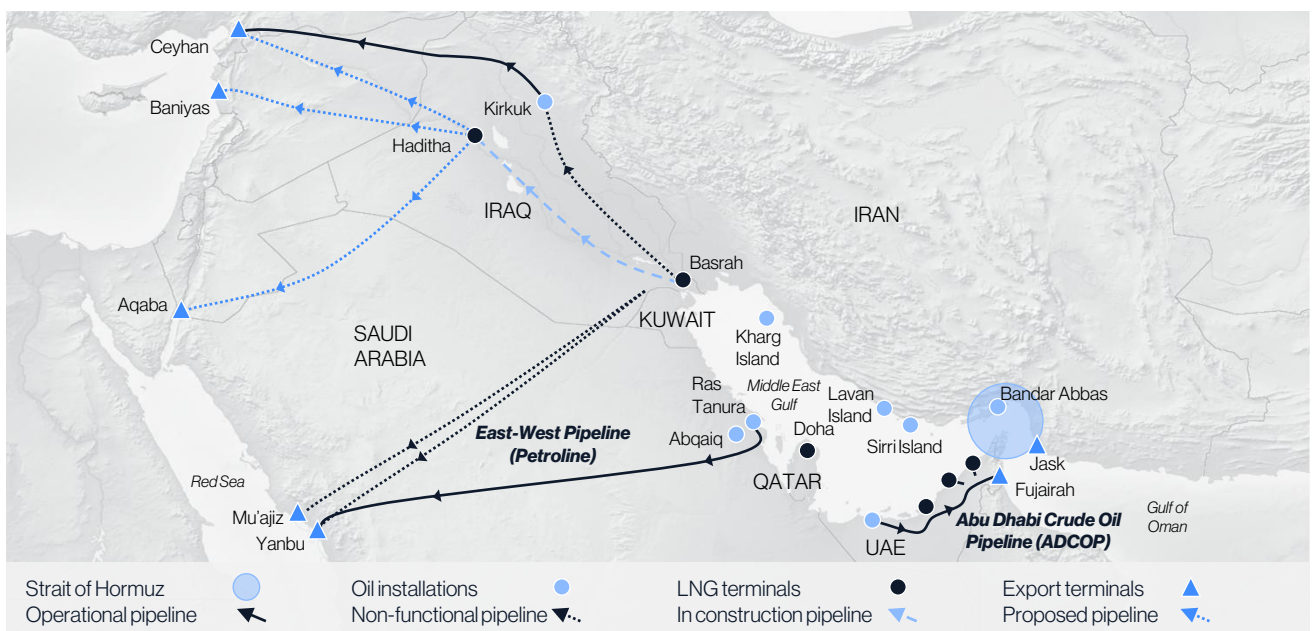 Ceyhan
Baniyas
Kirkuk
Haditha
IRAQ
IRAN
Basrah
Aqaba
KUWAIT
SAUDI
ARABIA
Kharg
Island
Ras
Tanura
Middle East
Gulf
Lavan
Island
Bandar Abbas
East-West Pipeline
(Petroline)
Abqaiq
Doha
Sirri Island
Jask
Red Sea
QATAR
Fujairah
Mu'ajiz
Yanbu
UAE
Abu Dhabi Crude Oil
Pipeline (ADCOP)
Gulf of
Oman
Strait of Hormuz
Oil installations
LNG terminals
Export terminals
Operational pipeline
Non-functional pipeline
In construction pipeline
Proposed pipeline